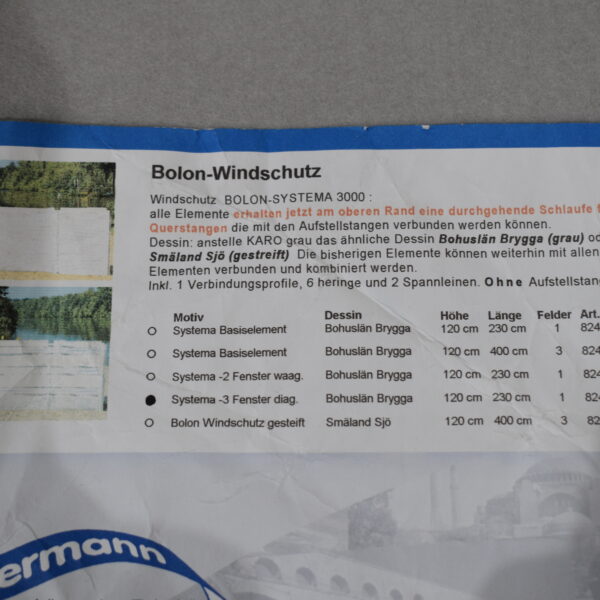 Bolon-Windschutz
Windschutz BOLON-SYSTEMA 3000 :
alle Elemente erhalten jetzt am oberen Rand eine durchgehende Schlaufe f
Querstangen die mit den Aufstellstangen verbunden werden können.
Dessin: anstelle KARO grau das ähnliche Dessin Bohuslän Brygga (grau) od
Småland Sjö (gestreift) Die bisherigen Elemente können weiterhin mit allen
Elementen verbunden und kombiniert werden.
Inkl. 1 Verbindungsprofile, 6 heringe und 2 Spannleinen. Ohne Aufstellstan
Motiv Dessin Höhe Länge Felder Art.
Systema Basiselement Bohuslän Brygga 120 cm 230 cm 1 824
Systema Basiselement Bohuslän Brygga 120 cm 400 cm 3 824
Systema -2 Fenster waag. Bohuslän Brygga 120 cm 230 cm 1 824
Systema -3 Fenster diag. Bohuslän Brygga 120 cm 230 cm 1 824
Bolon Windschutz gesteift Smäland Sjö 120 cm 400 cm 3 82
ermann